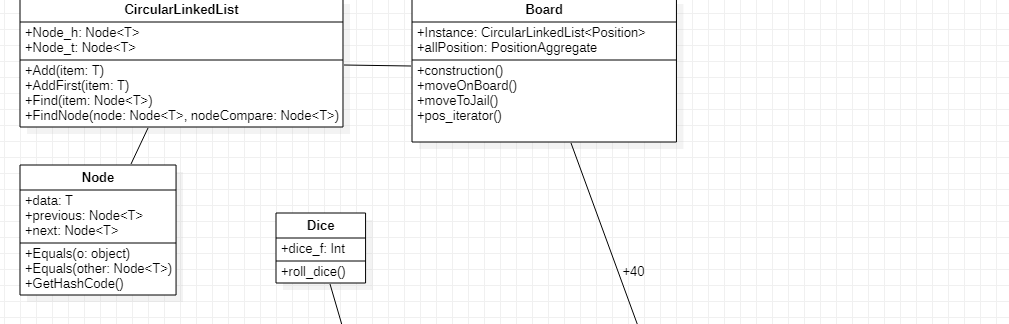 CircularLinkedList
+Node_h: Node<T>
+Node_t: Node<T>
+Add(item: T)
+AddFirst(item: T)
+Find(item: Node<T>)
+FindNode(node: Node<T>, nodeCompare: Node<T>)
Board
+Instance: CircularLinkedList<Position>
+allPosition: PositionAggregate
+construction()
+moveOnBoard()
+moveToJail()
+pos_iterator()
Node
+data: T
+previous: Node<T>
+next: Node<T>
+Equals(o: object)
+Equals(other: Node<T>)
+GetHashCode()
Dice
+dice_f: Int
+roll_dice()
+40